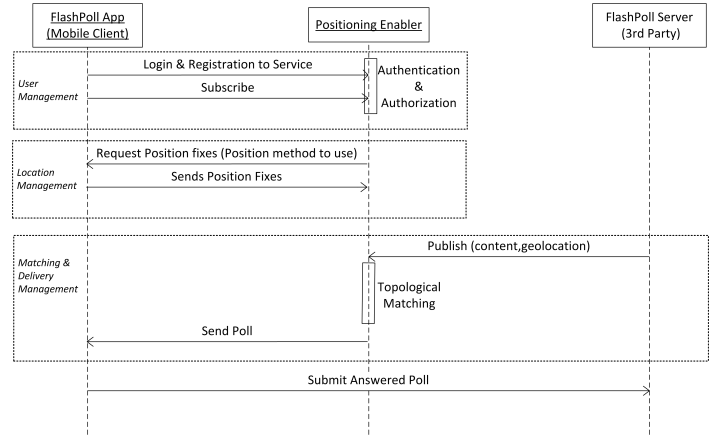 FlashPoll App
(Mobile Client)
Positioning Enabler
FlashPoll Server
(3rd Party)
User
Management
Login & Registration to Service
Subscribe
Authentication
&
Authorization
Location
Management
Request Position fixes (Position method to use)
Sends Position Fixes
Matching &
Delivery
Management
Publish (content,geolocation)
Topological
Matching
Send Poll
Submit Answered Poll